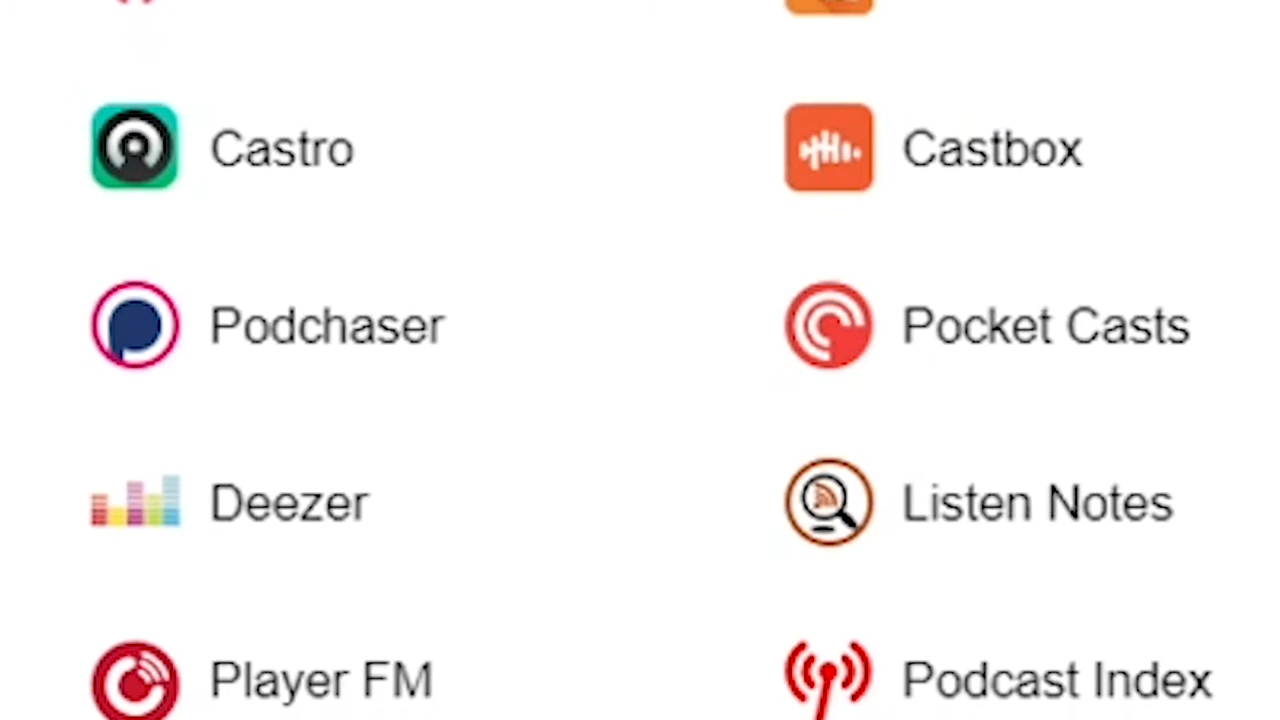 Castro
Castbox
Podchaser
Pocket Casts
Deezer
Listen Notes
Player FM
Podcast Index